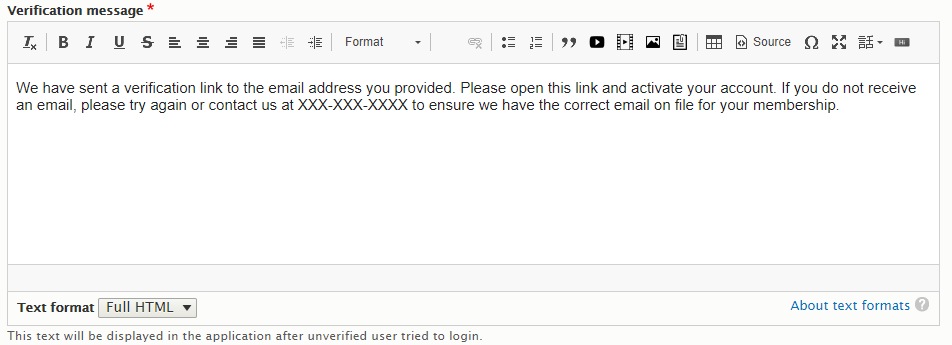 Verification message *
Format Source Ω 話 Hi
We have sent a verification link to the email address you provided. Please open this link and activate your account. If you do not receive
an email, please try again or contact us at XXX-XXX-XXXX to ensure we have the correct email on file for your membership.
Text format Full HTML About text formats ?
This text will be displayed in the application after unverified user tried to login.